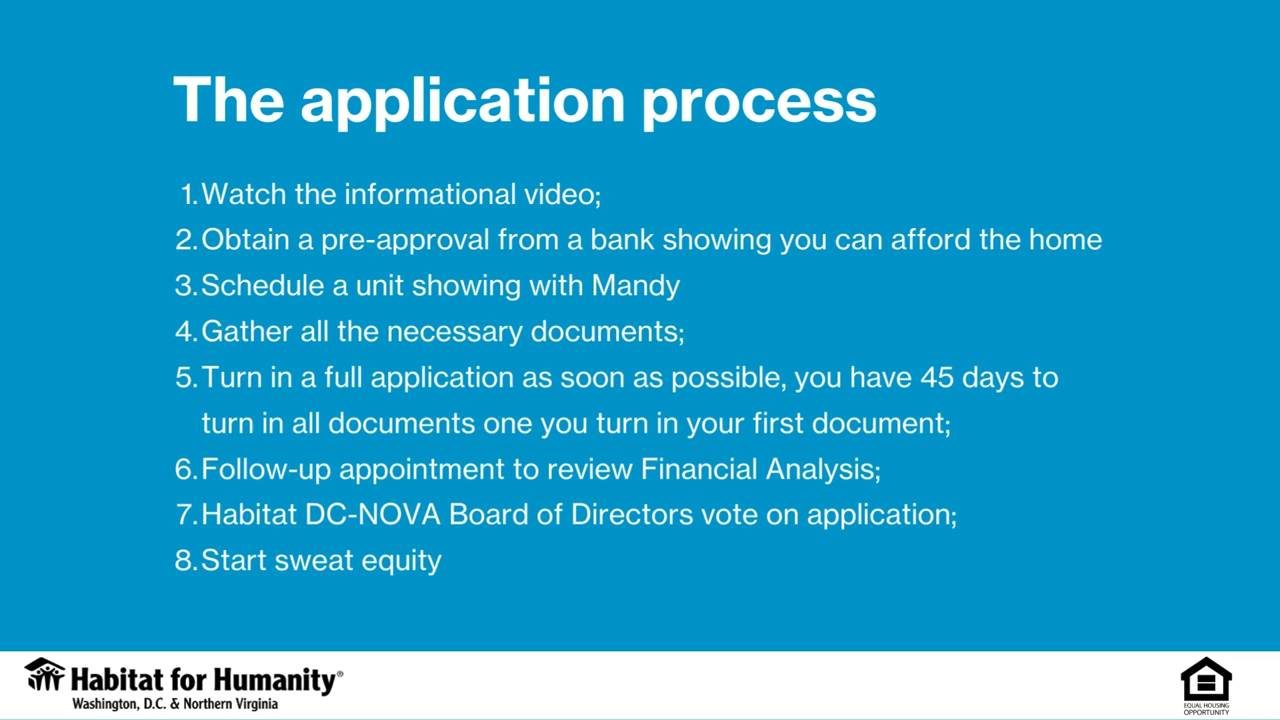 The application process
1.Watch the informational video;
2.Obtain a pre-approval from a bank showing you can afford the home
3.Schedule a unit showing with Mandy
4.Gather all the necessary documents;
5.Turn in a full application as soon as possible, you have 45 days to
turn in all documents one you turn in your first document;
6.Follow-up appointment to review Financial Analysis;
7.Habitat DC-NOVA Board of Directors vote on application;
8.Start sweat equity
Habitat for Humanity®
Washington, D.C. & Northern Virginia
EQUAL HOUSING
OPPORTUNITY